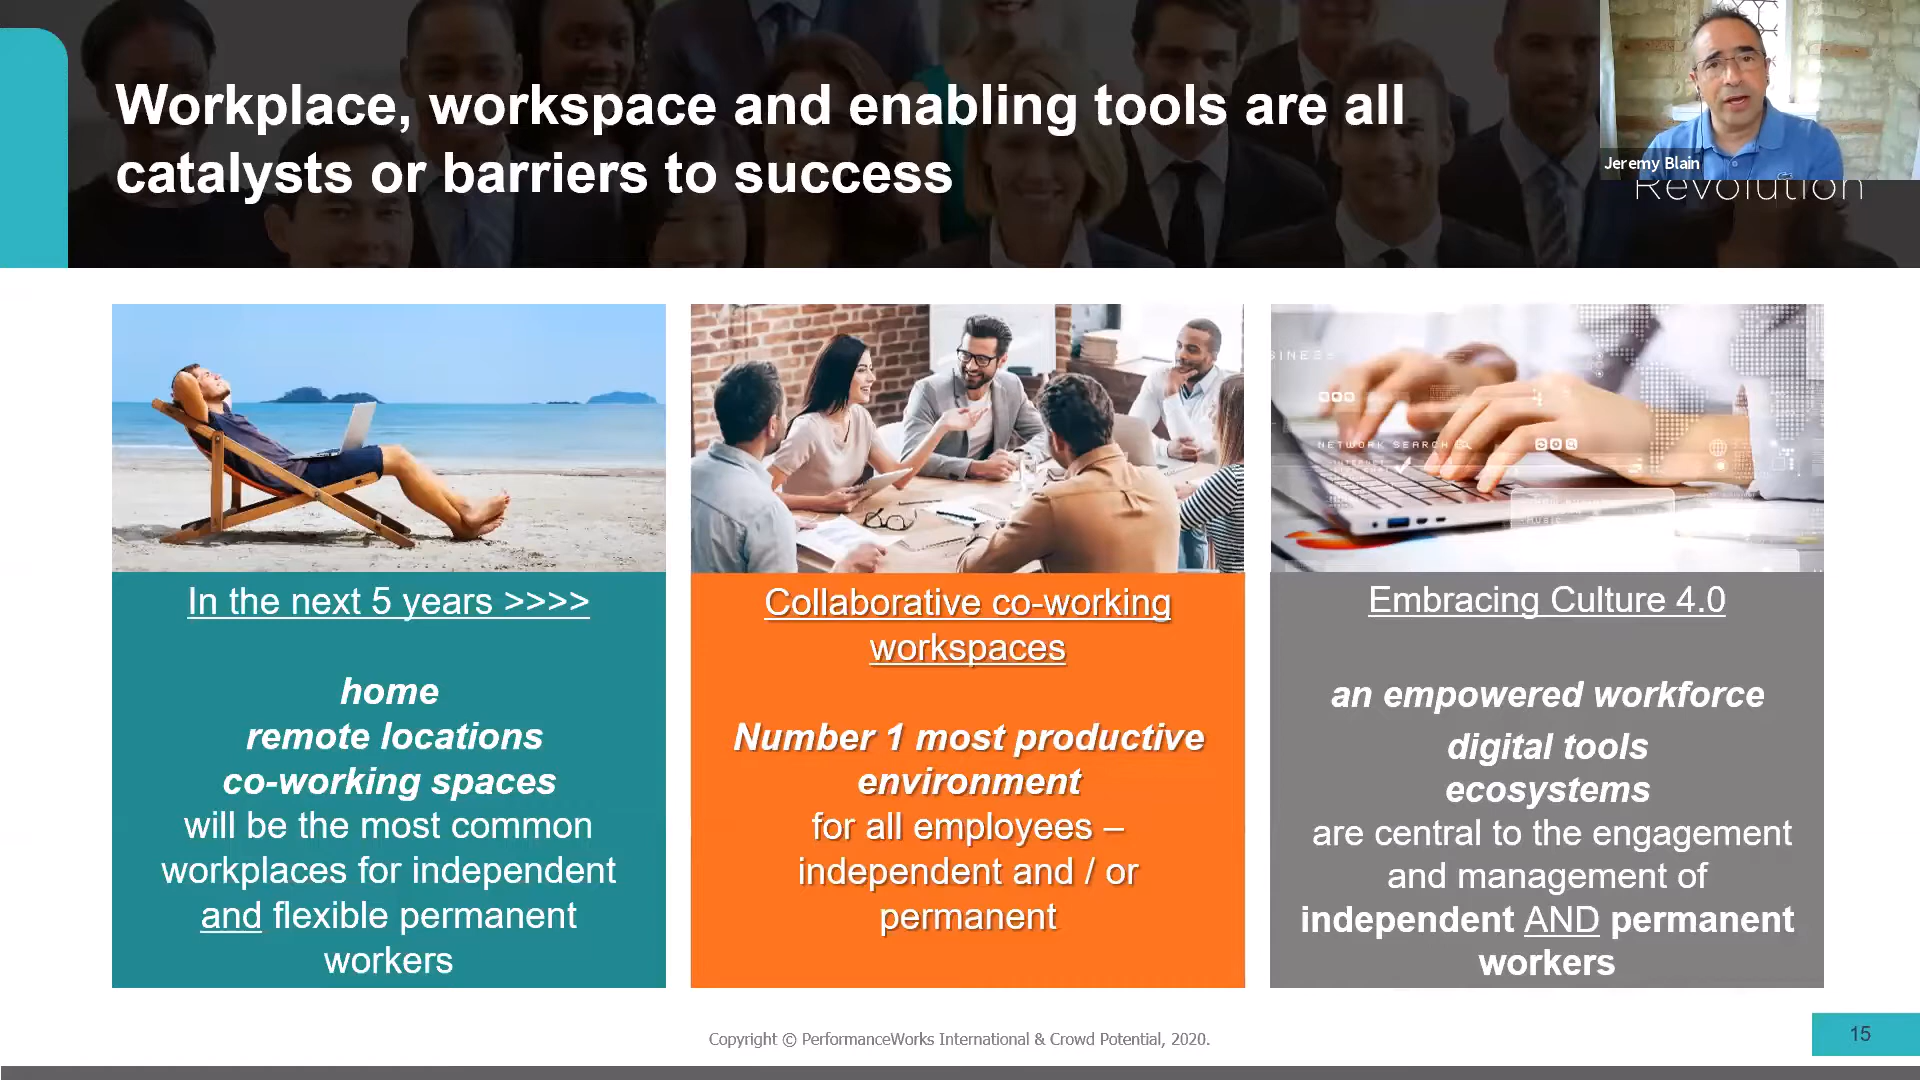 Workplace, workspace and enabling tools are all
catalysts or barriers to success
Jeremy Blain
Revolution
In the next 5 years >>>>
home
remote locations
co-working spaces
will be the most common
workplaces for independent
and flexible permanent
workers
Collaborative co-working
workspaces
Number 1 most productive
environment
for all employees –
independent and / or
permanent
NETWORK SEARCH
Embracing Culture 4.0
an empowered workforce
digital tools
ecosystems
are central to the engagement
and management of
independent AND permanent
workers
Copyright © PerformanceWorks International & Crowd Potential, 2020.
15